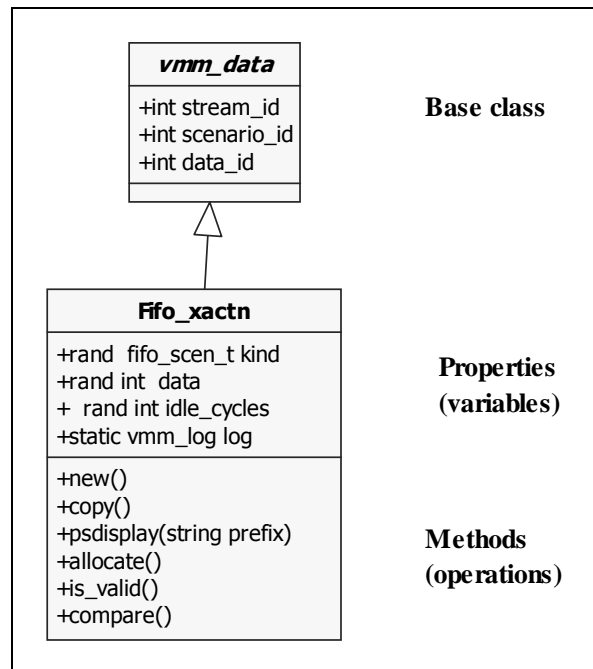 vmm_data
Base class
+int stream_id
+int scenario_id
+int data_id
Fifo_xactn
+rand fifo_scen_t kind
+rand int data
+ rand int idle_cycles
+static vmm_log log
Properties
(variables)
+new()
+copy()
+psdisplay(string prefix)
+allocate()
+is_valid()
+compare()
Methods
(operations)